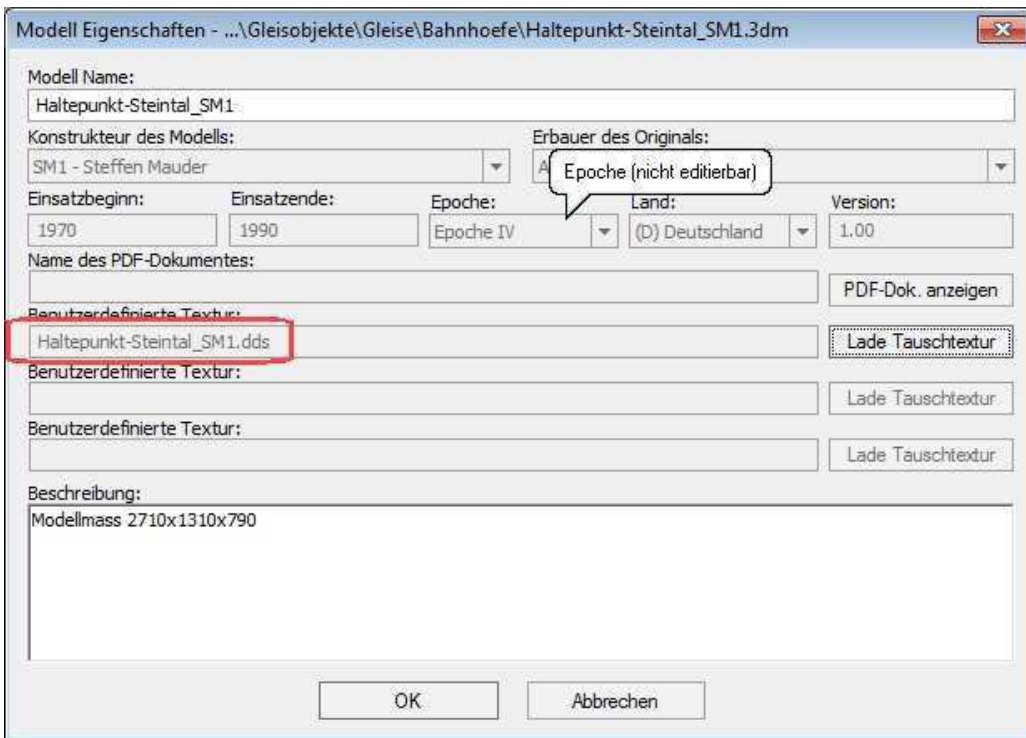 Modell Eigenschaften - ...\Gleisobjekte\Gleise\Bahnhoefe\Haltepunkt-Steintal_SM1.3dm
Modell Name:
Haltepunkt-Steintal_SM1
Konstrukteur des Modells: Erbauer des Originals:
SM1 - Steffen Mauder
Epoche (nicht editierbar)
Einsatzbeginn: Einsatzende: Epoche: Land: Version:
1970 1990 Epoche IV (D) Deutschland 1.00
Name des PDF-Dokumentes:
PDF-Dok. anzeigen
Benutzerdefinierte Textur:
Haltepunkt-Steintal_SM1.dds Lade Tauschtextur
Benutzerdefinierte Textur:
Lade Tauschtextur
Benutzerdefinierte Textur:
Lade Tauschtextur
Beschreibung:
Modellmass 2710x1310x790
OK Abbrechen